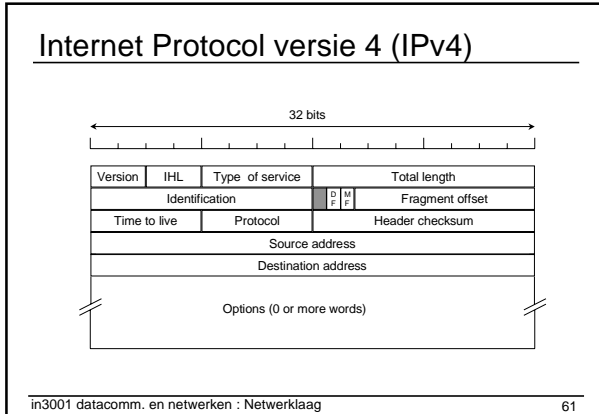 Internet Protocol versie 4 (IPv4)
32 bits
Version IHL Type of service Total length
Identification DF MF Fragment offset
Time to live Protocol Header checksum
Source address
Destination address
Options (0 or more words)
in3001 datacomm. en netwerken : Netwerklaag 61